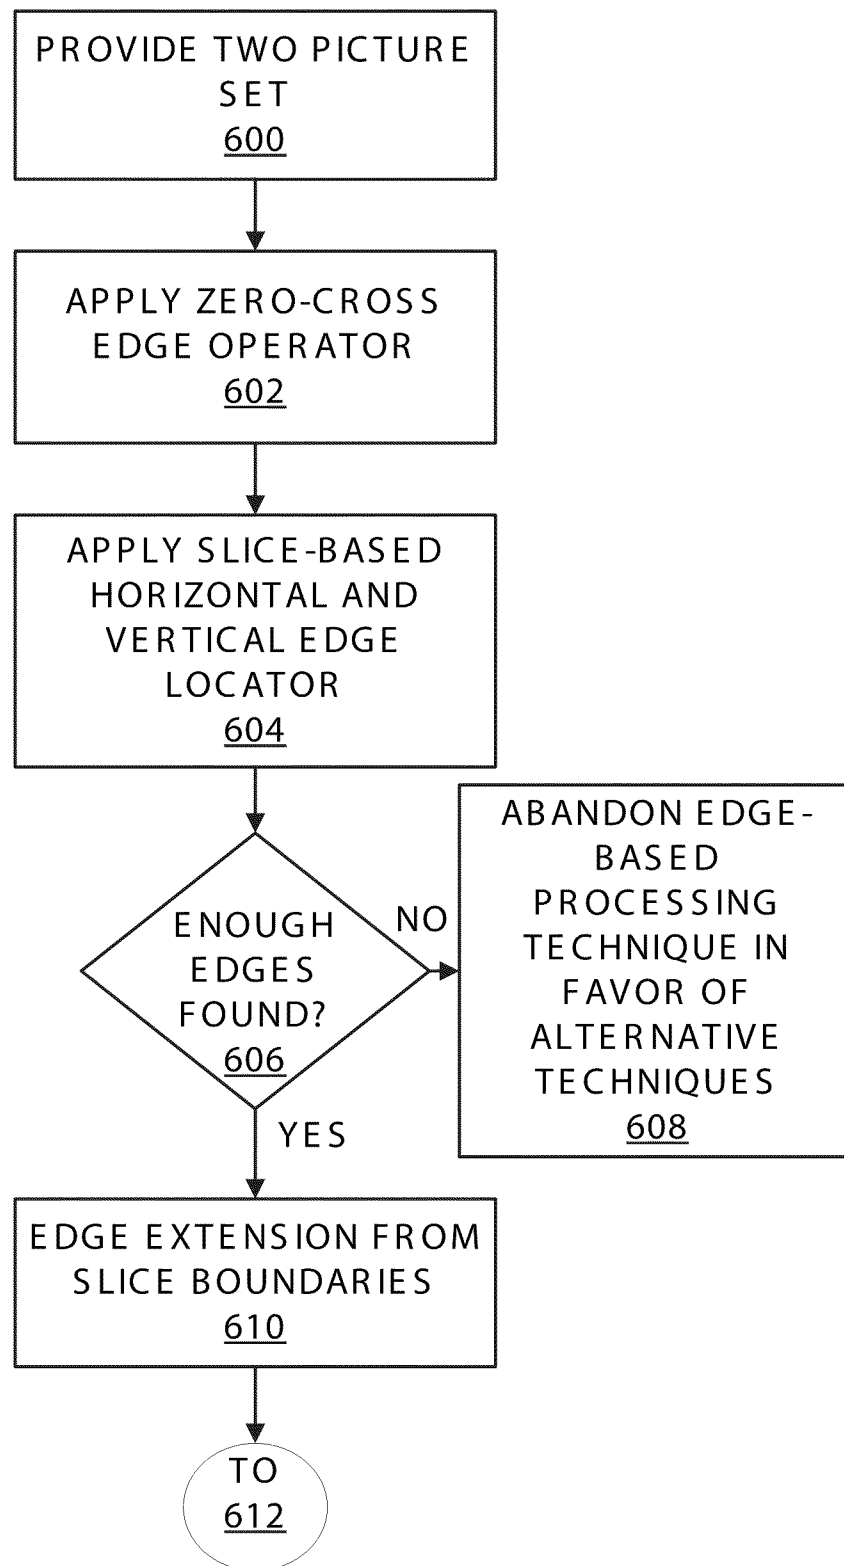 PROVIDE TWO PICTURE
SET
600
APPLY ZERO-CROSS
EDGE OPERATOR
602
APPLY SLICE-BASED
HORIZONTAL AND
VERTICAL EDGE
LOCATOR
604
ENOUGH
EDGES
FOUND?
606
NO
ABANDON EDGE-
BASED
PROCESSING
TECHNIQUE IN
FAVOR OF
ALTERNATIVE
TECHNIQUES
608
YES
EDGE EXTENSION FROM
SLICE BOUNDARIES
610
TO
612